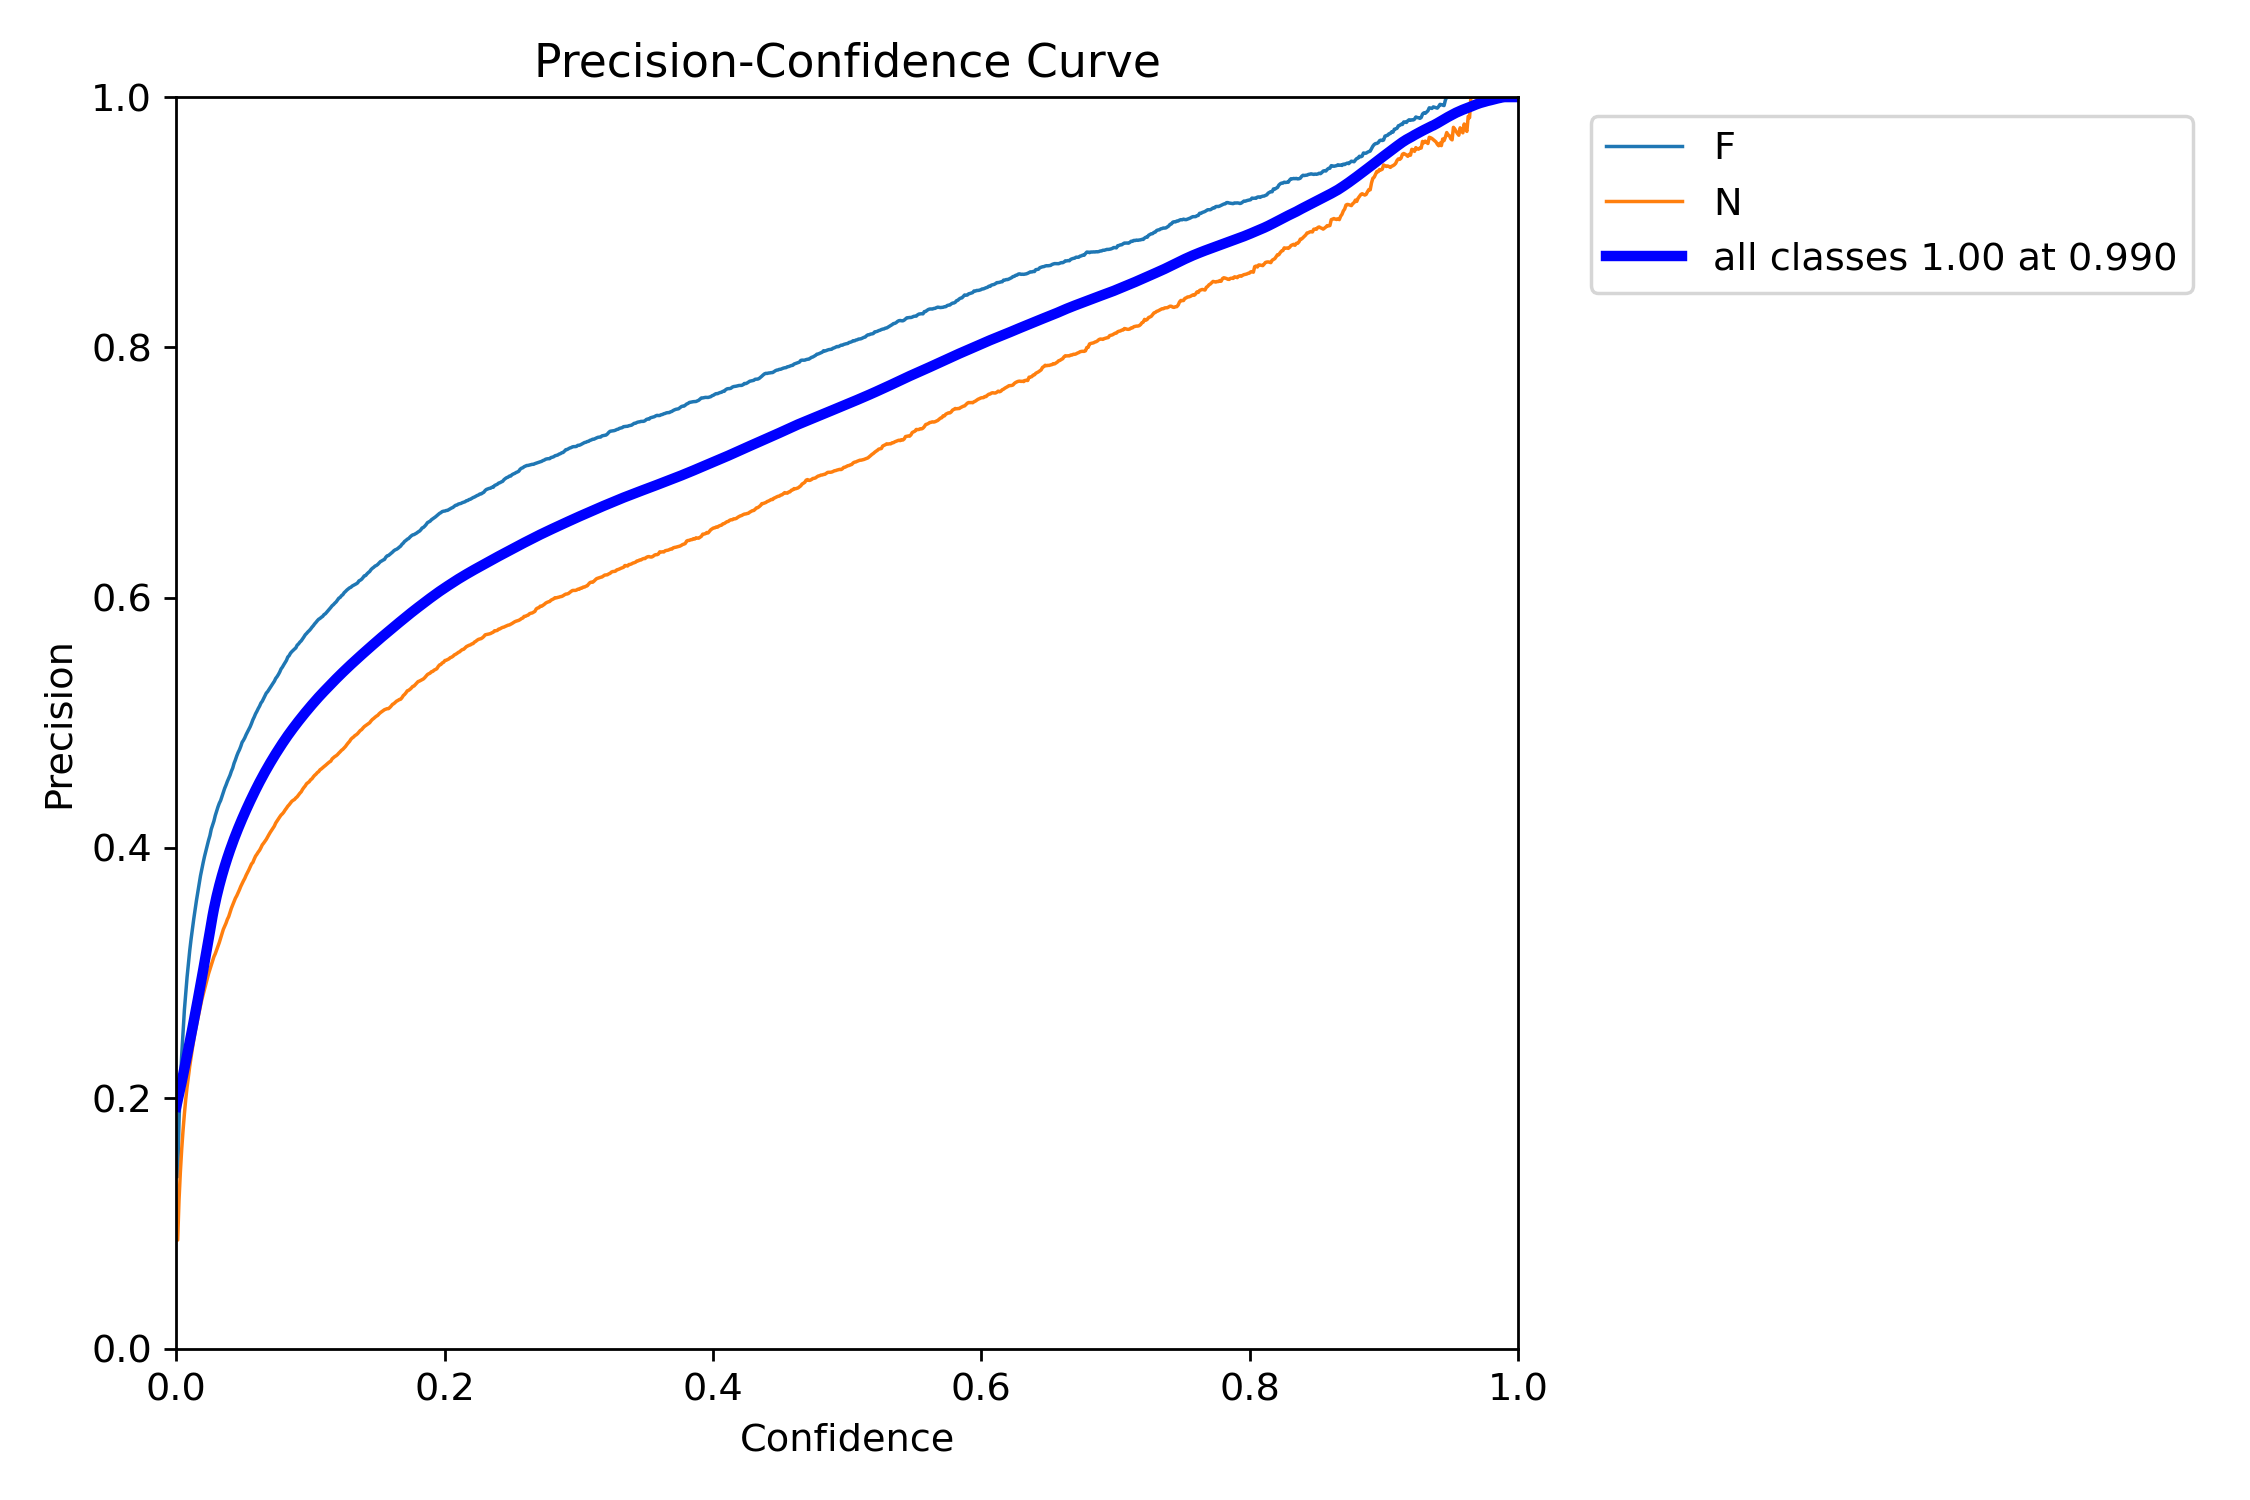 Precision-Confidence Curve
1.0
0.8
0.6
0.4
0.2
0.0
Precision
0.0 0.2 0.4 0.6 0.8 1.0
Confidence
F
N
all classes 1.00 at 0.990